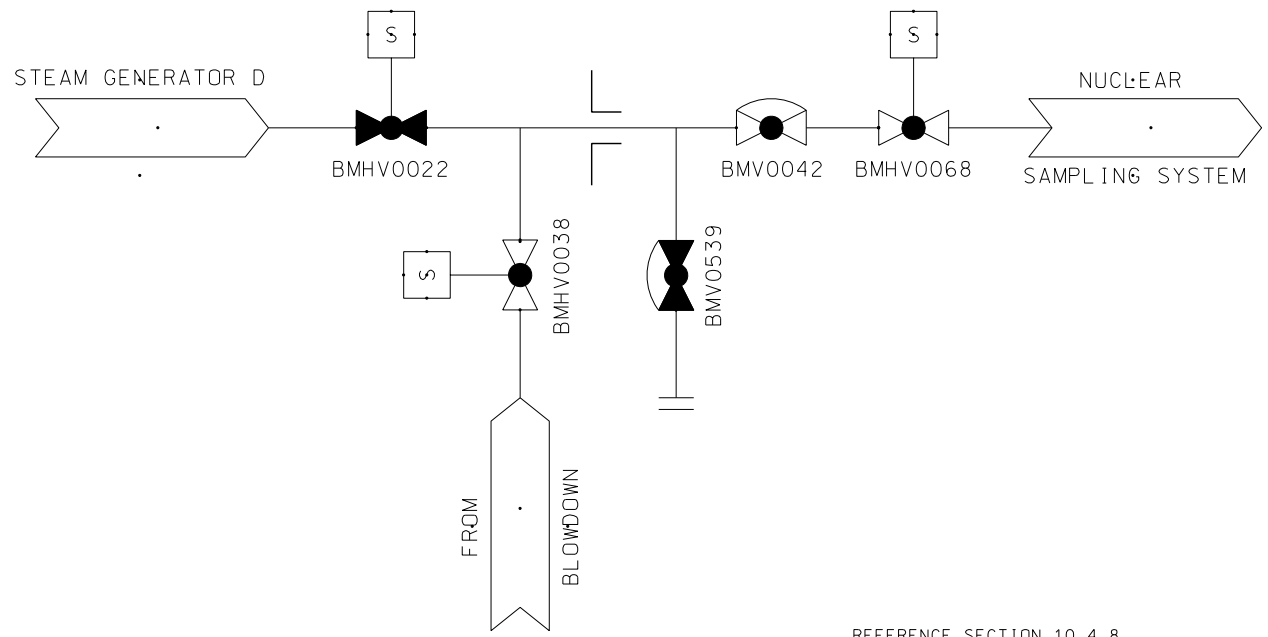 S
S
STEAM GENERATOR D
NUCLEAR
BMHV0022
BMV0042
BMHV0068
SAMPLING SYSTEM
S
BMHV0038
BMV0539
FROM
BLOWDOWN
REFERENCE SECTION 10.4.8